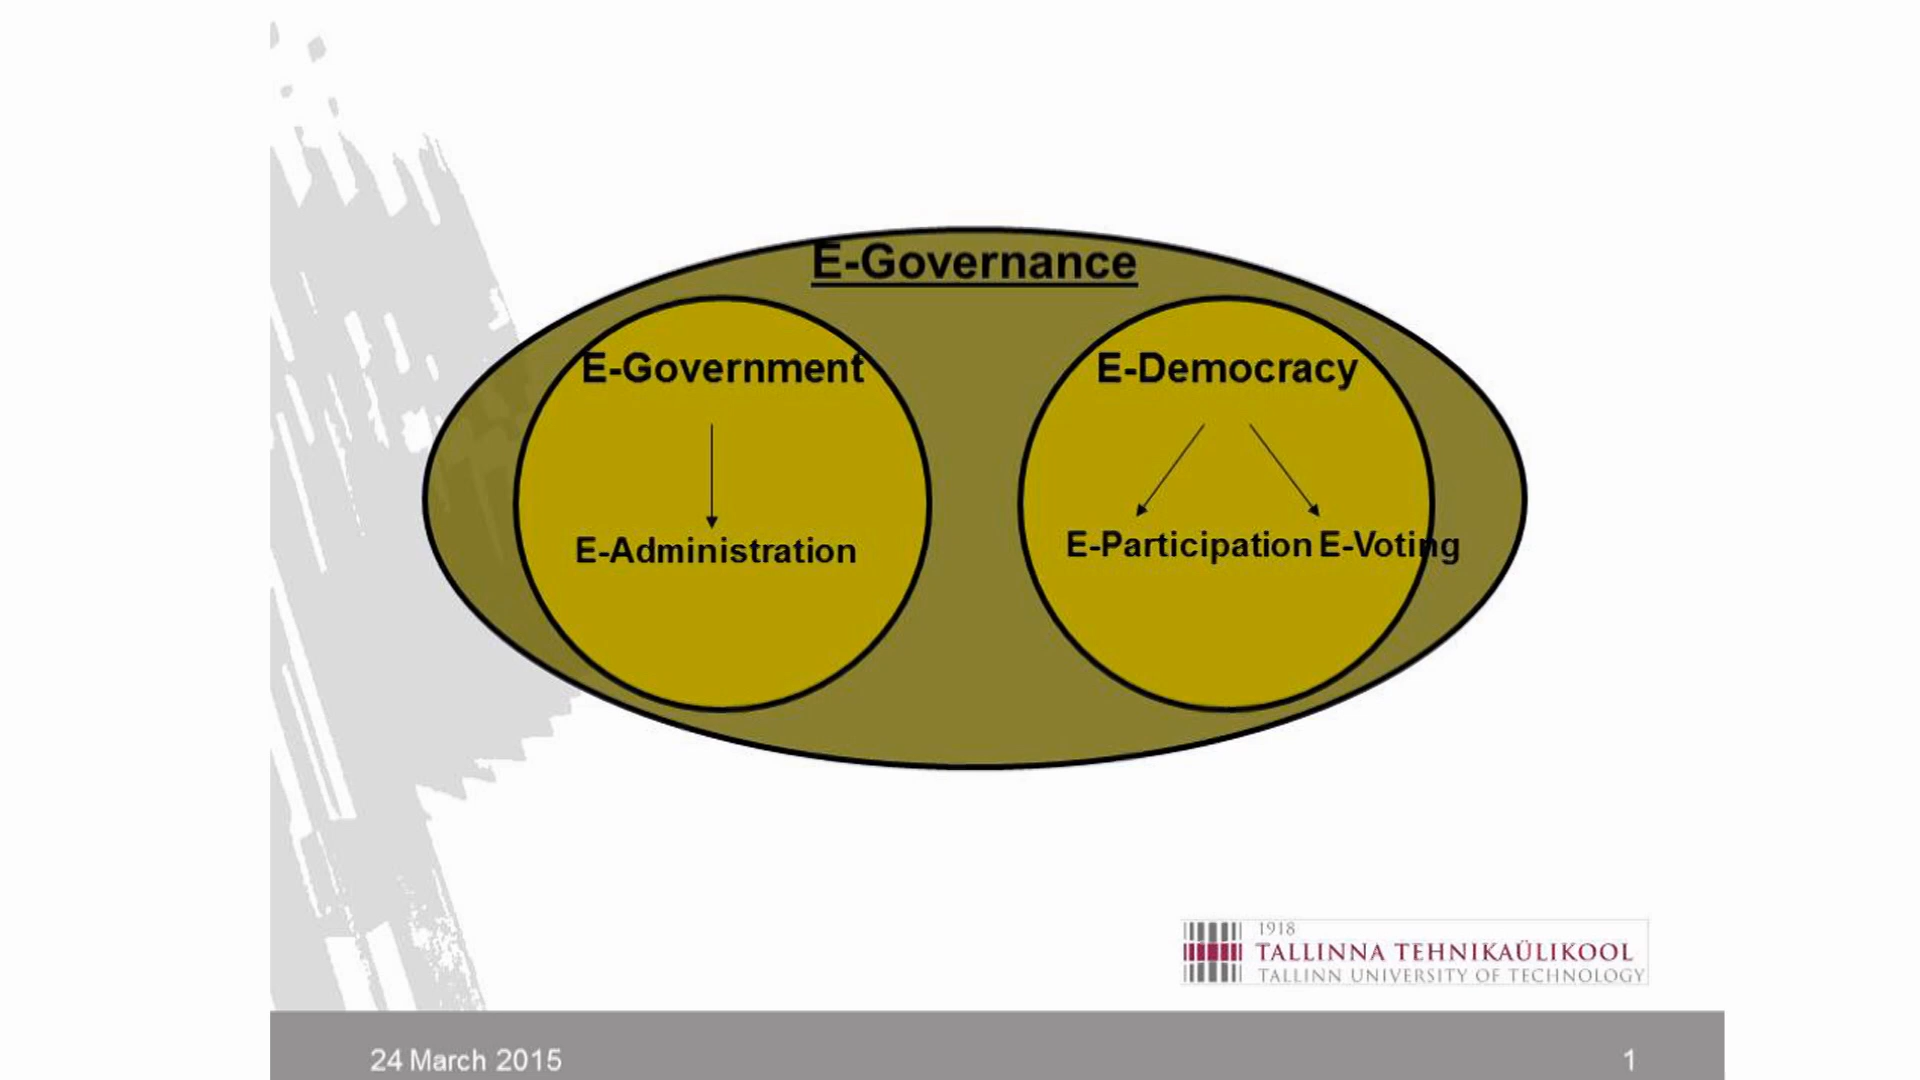 E-Governance
E-Government
E-Democracy
E-Administration
E-Participation
E-Voting
1918
TALLINNA TEHNIKAÜLIKOOL
TALLINN UNIVERSITY OF TECHNOLOGY
24 March 2015
1